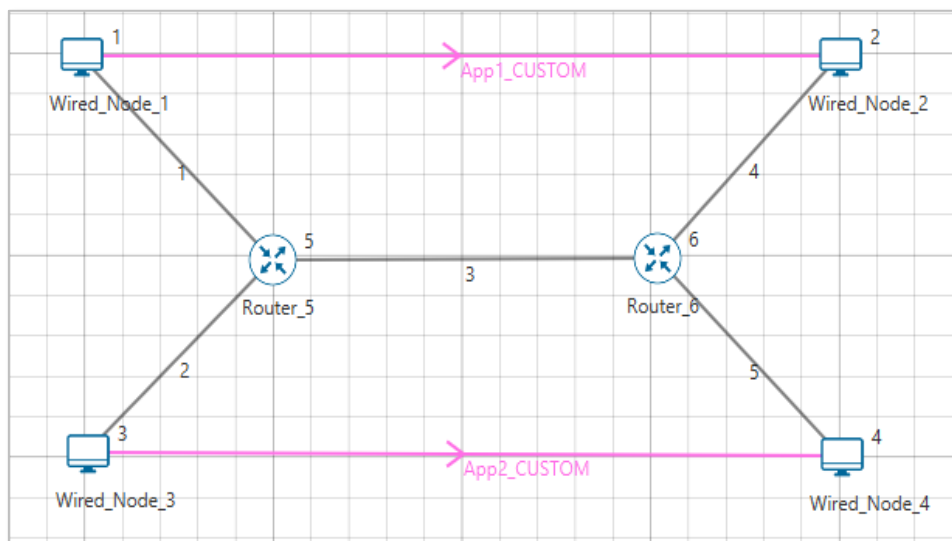 1
2
App1_CUSTOM
Wired_Node_1
Wired_Node_2
1
4
5
6
3
Router_5
Router_6
2
5
3
4
App2_CUSTOM
Wired_Node_3
Wired_Node_4